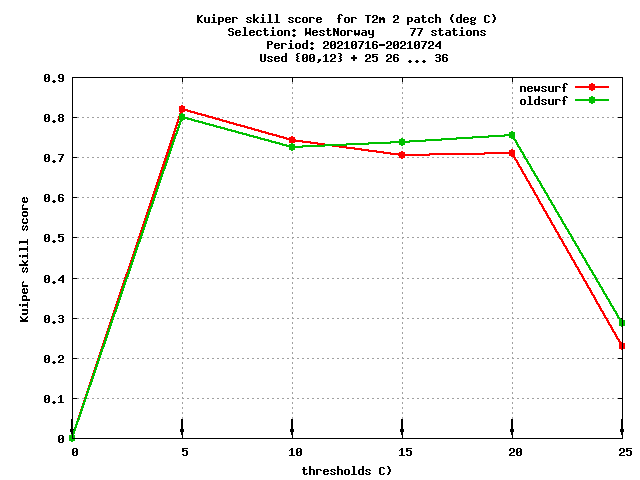 Kuiper skill score  for T2m 2 patch (deg C)
Selection: WestNorway     77 stations
Period: 20210716-20210724
Used {00,12} + 25 26 ... 36
newsurf
oldsurf
0.9
0.8
0.7
0.6
0.5
0.4
0.3
0.2
0.1
0
Kuiper skill score
0 5 10 15 20 25
thresholds C)